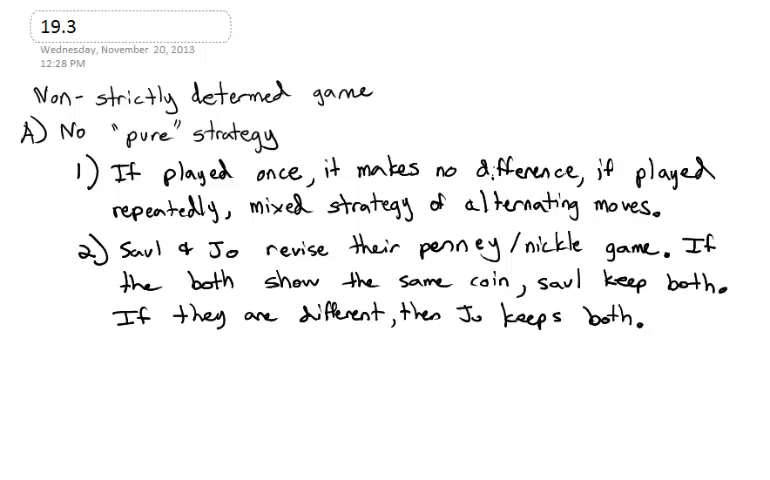 19.3
Wednesday, November 20, 2013
12:28 PM
Non-strictly determed game
A) No "pure" strategy
1) If played once, it makes no difference, if played
repeatedly, mixed strategy of alternating moves.
2) Saul & Jo revise their penney/nickle game. If
the both show the same coin, saul keep both.
If they are different, then Jo keeps both.